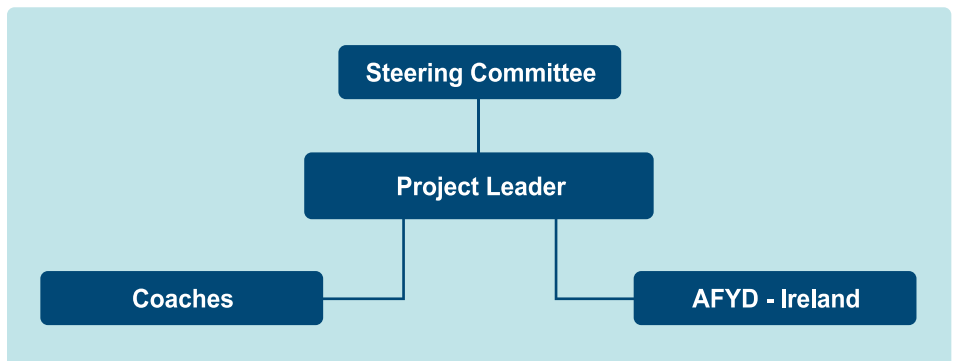 Steering Committee
Project Leader
Coaches
AFYD - Ireland